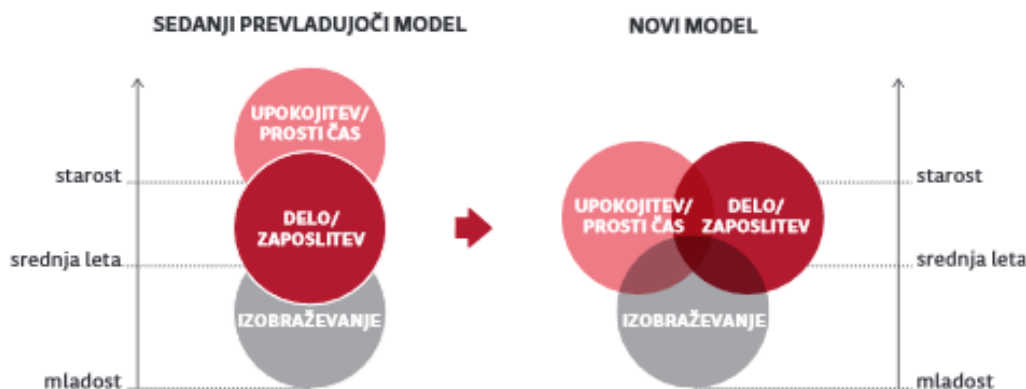 SEDANJI PREVLADUJOČI MODEL
UPOKOJITEV/
PROSTI ČAS
starost
DELO/
ZAPOSLITEV
srednja leta
IZOBRAŽEVANJE
mladost
NOVI MODEL
UPOKOJITEV/
PROSTI ČAS
DELO/
ZAPOSLITEV
IZOBRAŽEVANJE
starost
srednja leta
mladost